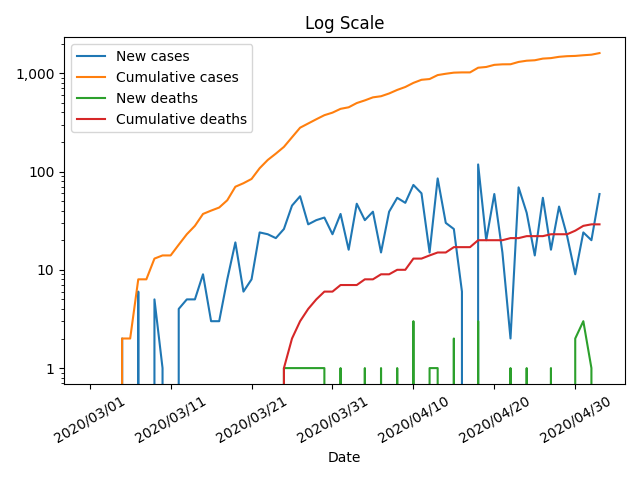 Log Scale
New cases
Cumulative cases
New deaths
Cumulative deaths
1,000
100
10
1
2020/03/01
2020/03/11
2020/03/21
2020/03/31
2020/04/10
2020/04/20
2020/04/30
Date